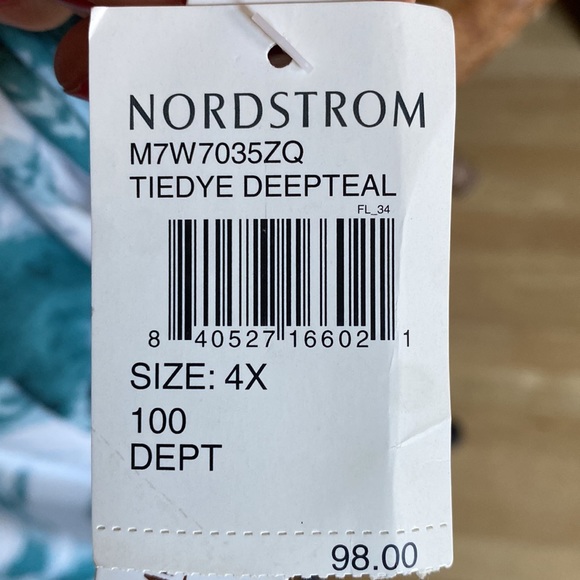 NORDSTROM
M7W7035ZQ
TIEDYE DEEPTEAL
FL_34
8 40527 16602 1
SIZE: 4X
100
DEPT
98.00